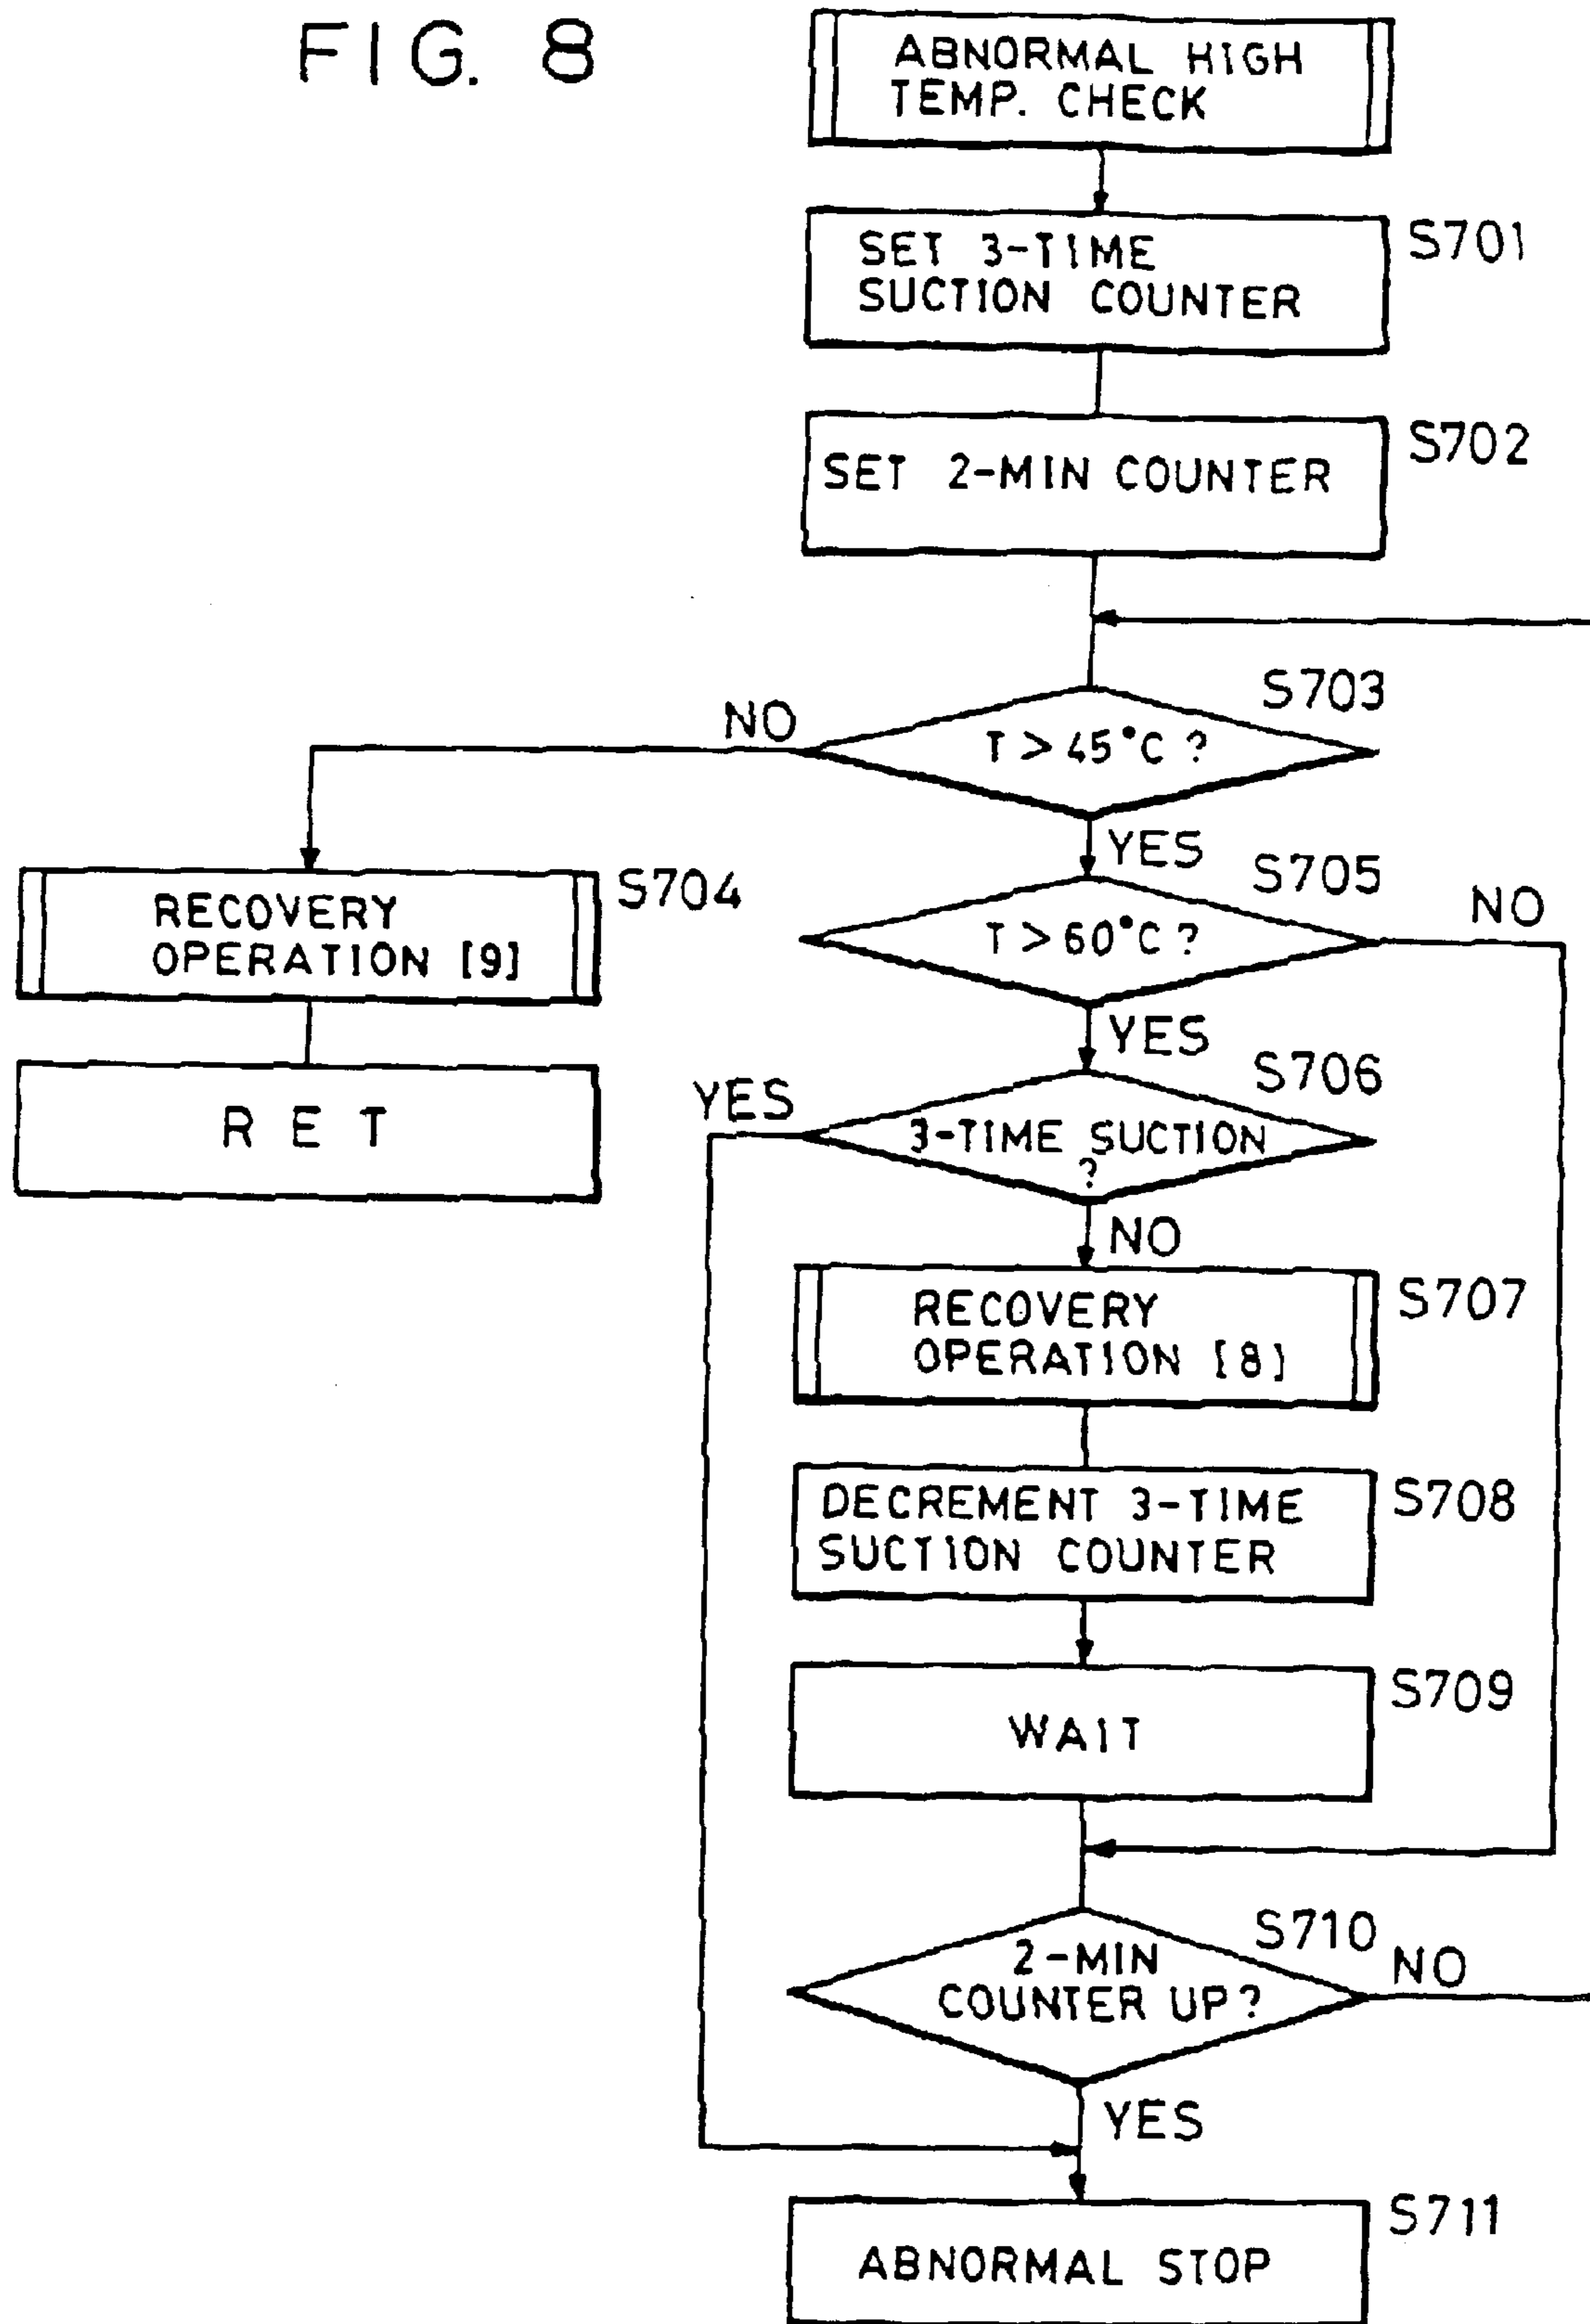 FIG. 8
ABNORMAL HIGH
TEMP. CHECK
SET 3-TIME
SUCTION COUNTER
S701
SET 2-MIN COUNTER
S702
S703
NO
T > 45°C ?
YES
S705
NO
RECOVERY
OPERATION [9]
S704
T > 60°C ?
YES
S706
RET
YES
3-TIME SUCTION
?
NO
RECOVERY
OPERATION [8]
S707
DECREMENT 3-TIME
SUCTION COUNTER
S708
WAIT
S709
S710
2-MIN
COUNTER UP?
NO
YES
ABNORMAL STOP
S711